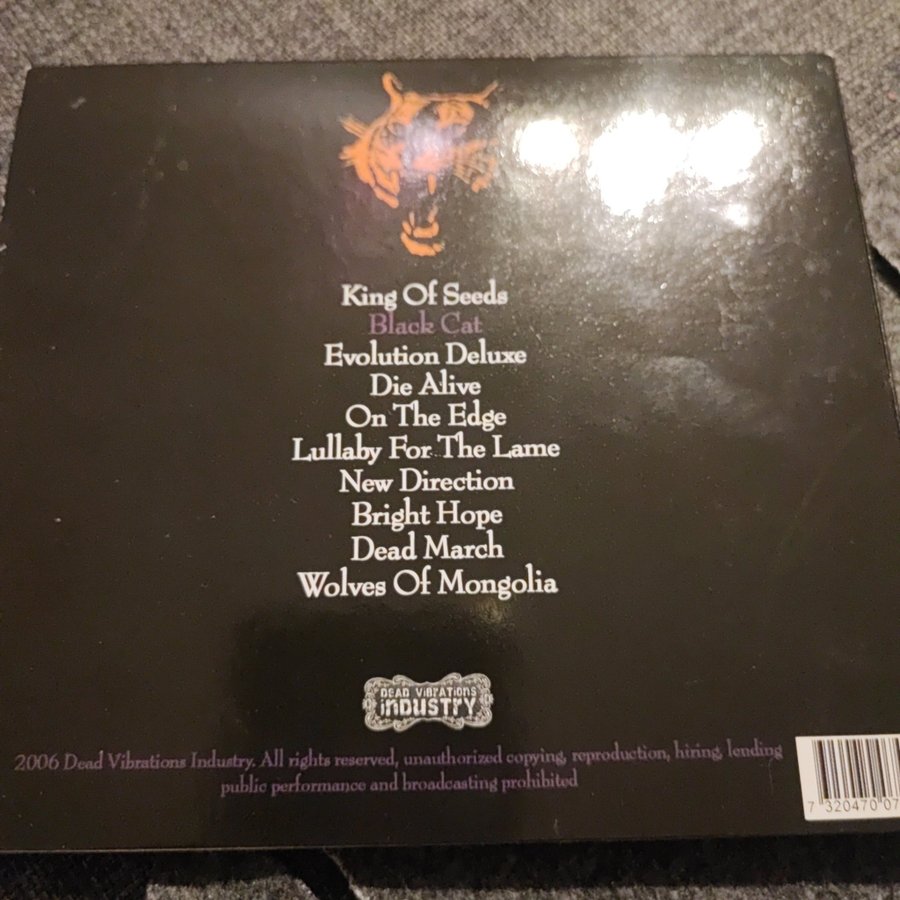 King Of Seeds
Black Cat
Evolution Deluxe
Die Alive
On The Edge
Lullaby For The Lame
New Direction
Bright Hope
Dead March
Wolves Of Mongolia
DEAD VIBRATIONS
INDUSTRY
2006 Dead Vibrations Industry. All rights reserved, unauthorized copying, reproduction, hiring, lending
public performance and broadcasting prohibited
7 320470 07